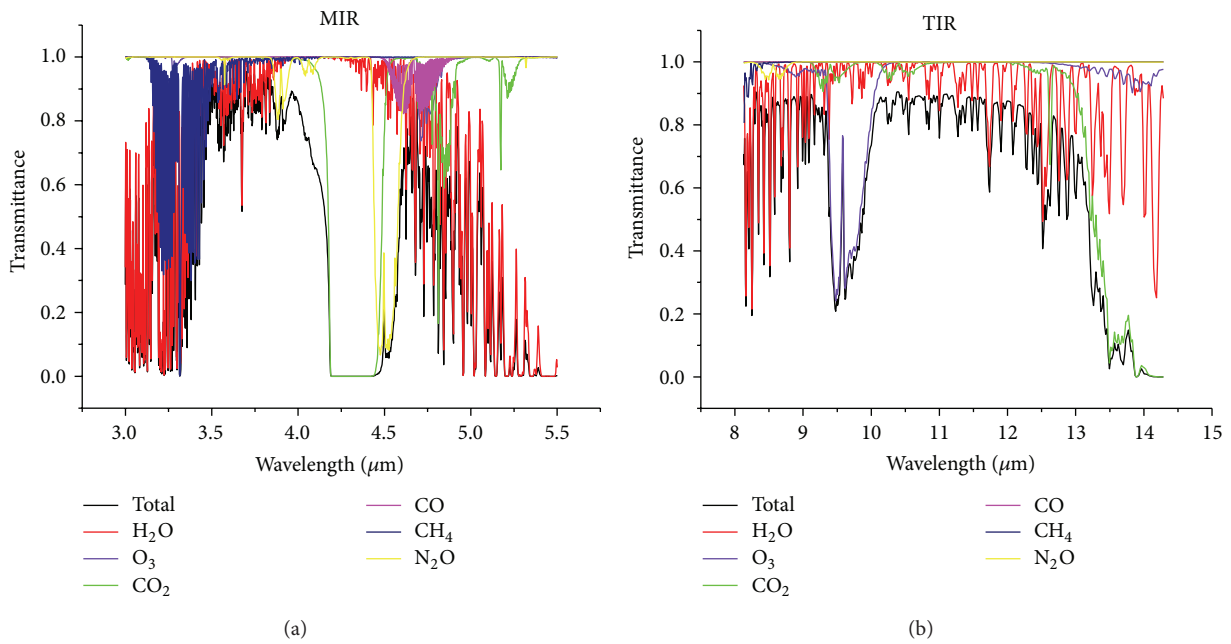 MIR
1.0
0.8
0.6
0.4
0.2
0.0
Transmittance
3.0 3.5 4.0 4.5 5.0 5.5
Wavelength (μm)
Total
H₂O
O₃
CO₂
CO
CH₄
N₂O
(a)
TIR
1.0
0.8
0.6
0.4
0.2
0.0
Transmittance
8 9 10 11 12 13 14 15
Wavelength (μm)
Total
H₂O
O₃
CO₂
CO
CH₄
N₂O
(b)